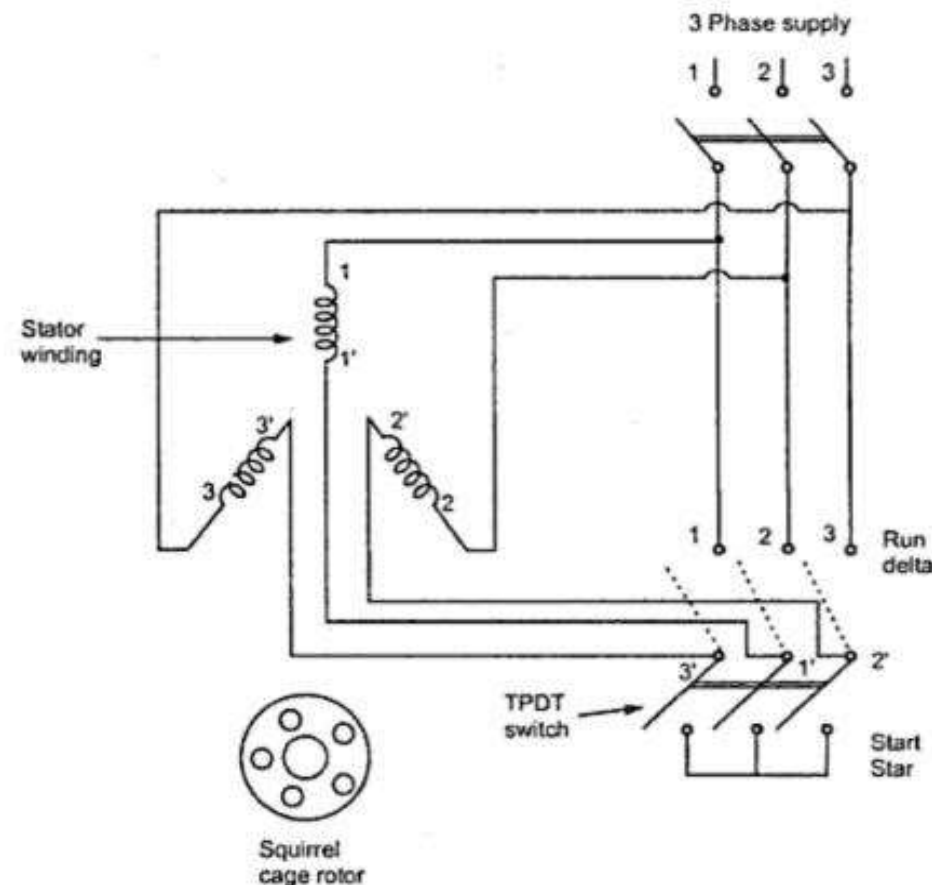 3 Phase supply
1 2 3
1
Stator
winding
1'
3' 2'
3 2
1 2 3
Run
delta
3' 1' 2'
TPDT
switch
Start
Star
Squirrel
cage rotor